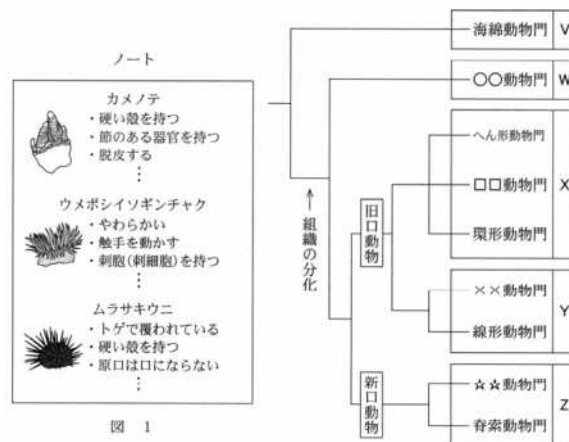 ノート
カメノテ
・硬い殻を持つ
・節のある器官を持つ
・脱皮する
⋮
ウメボシイソギンチャク
・やわらかい
・触手を動かす
・刺胞(刺細胞)を持つ
⋮
ムラサキウニ
・トゲで覆われている
・硬い殻を持つ
・原口は口にならない
⋮
図 1
組織の分化
旧口動物
新口動物
海綿動物門 V
○○動物門 W
へん形動物門
□□動物門 X
環形動物門
××動物門 Y
線形動物門
☆☆動物門 Z
脊索動物門